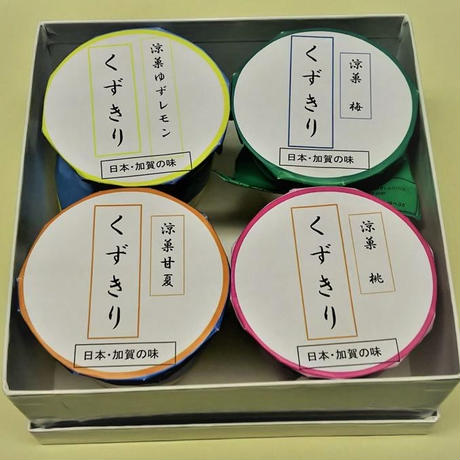 涼菓ゆずレモン
くずきり
日本・加賀の味
涼菓 梅
くずきり
日本・加賀の味
涼菓甘夏
くずきり
日本・加賀の味
涼菓 桃
くずきり
日本・加賀の味